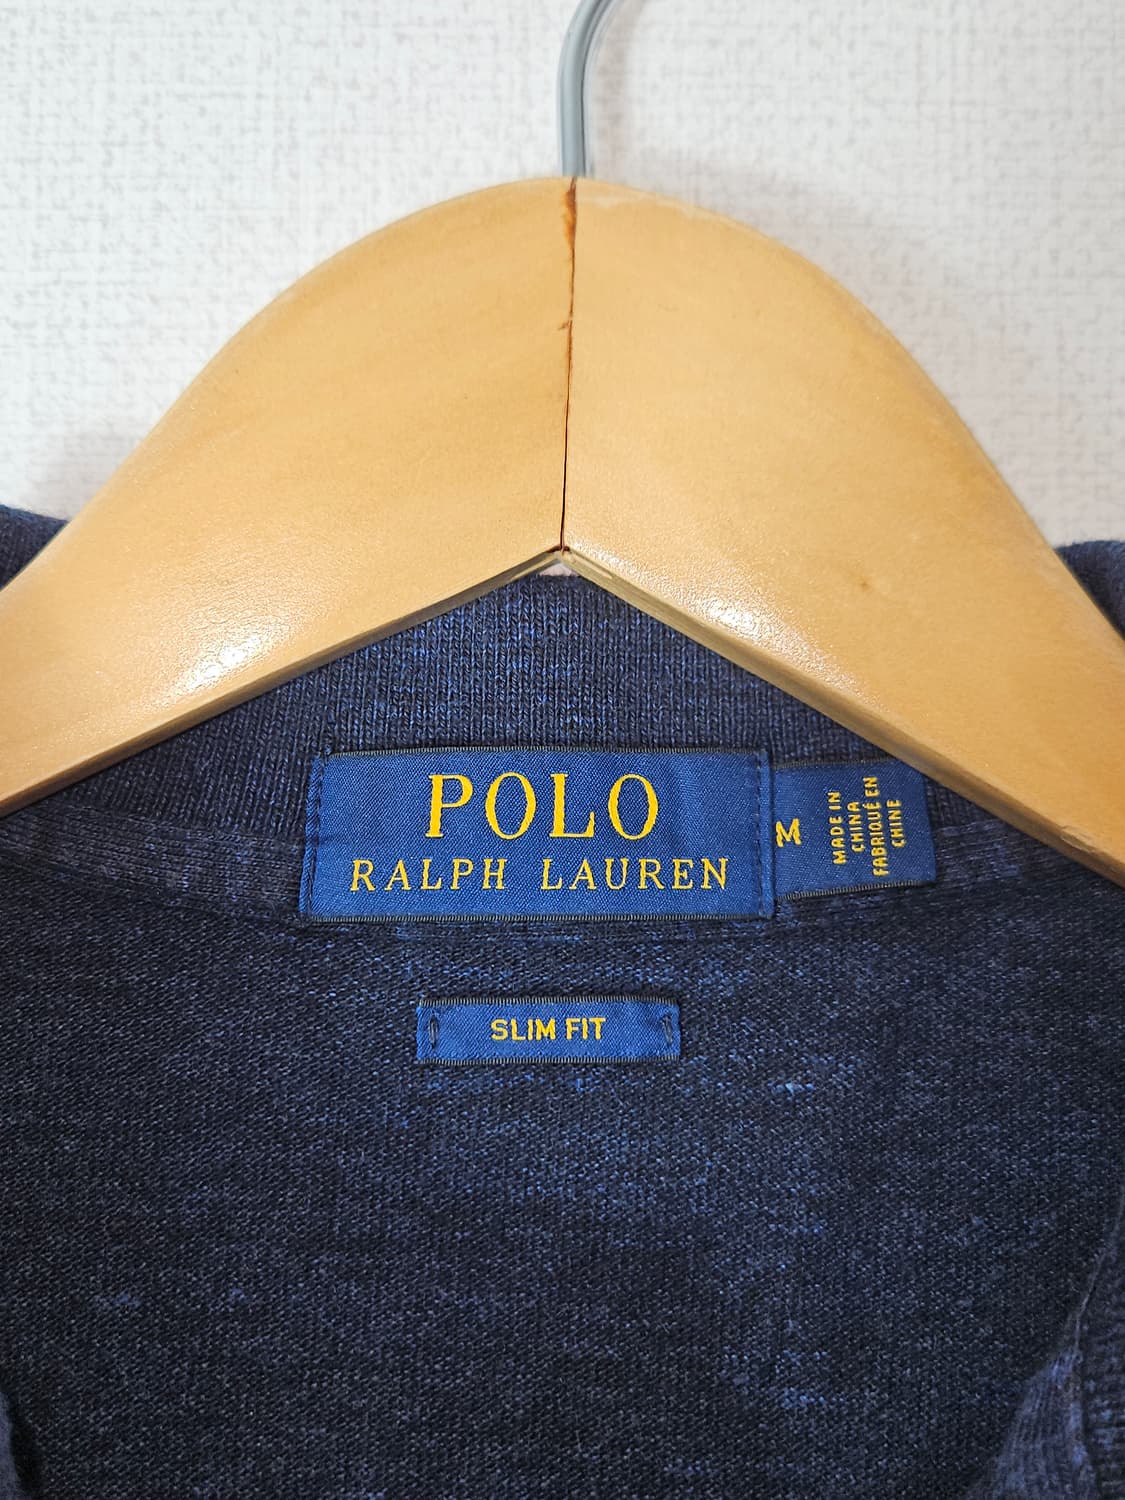 POLO
RALPH LAUREN
M
MADE IN
CHINA
FABRIQUÉ EN
CHINE
SLIM FIT